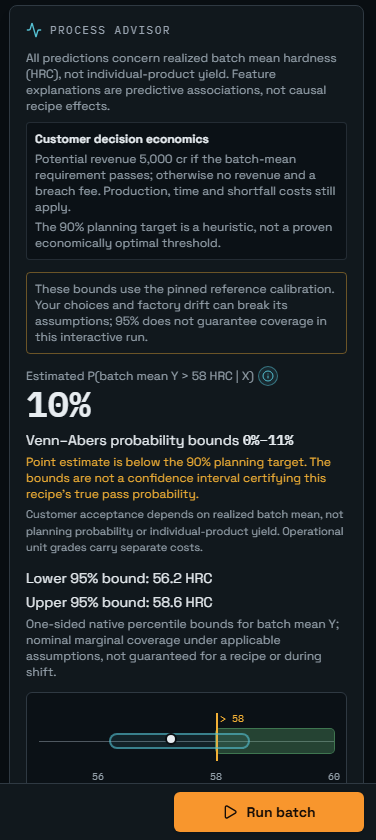 PROCESS ADVISOR
All predictions concern realized batch mean hardness
(HRC), not individual-product yield. Feature
explanations are predictive associations, not causal
recipe effects.
Customer decision economics
Potential revenue 5,000 cr if the batch-mean
requirement passes; otherwise no revenue and a
breach fee. Production, time and shortfall costs still
apply.
The 90% planning target is a heuristic, not a proven
economically optimal threshold.
These bounds use the pinned reference calibration.
Your choices and factory drift can break its
assumptions; 95% does not guarantee coverage in
this interactive run.
Estimated P(batch mean Y > 58 HRC | X)
10%
Venn–Abers probability bounds 0%–11%
Point estimate is below the 90% planning target. The
bounds are not a confidence interval certifying this
recipe's true pass probability.
Customer acceptance depends on realized batch mean, not
planning probability or individual-product yield. Operational
unit grades carry separate costs.
Lower 95% bound: 56.2 HRC
Upper 95% bound: 58.6 HRC
One-sided native percentile bounds for batch mean Y;
nominal marginal coverage under applicable
assumptions, not guaranteed for a recipe or during
shift.
> 58
56 58 60
Run batch